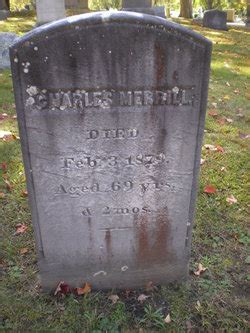 CHARLES MERRILL
DIED
Feb. 3, 1879.
Aged 69 yrs.
& 2 mos.